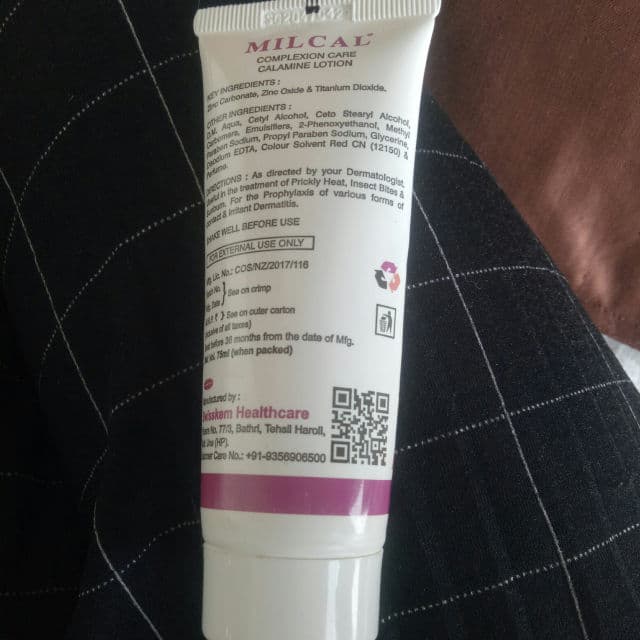 MILCAL
COMPLEXION CARE
CALAMINE LOTION
KEY INGREDIENTS :
Zinc Carbonate, Zinc Oxide & Titanium Dioxide.
OTHER INGREDIENTS :
D.M. Aqua, Cetyl Alcohol, Ceto Stearyl Alcohol,
Carbomers, Emulsifiers, 2-Phenoxyethanol, Methyl
Paraben Sodium, Propyl Paraben Sodium, Glycerine,
Disodium EDTA, Colour Solvent Red CN (12150) &
Perfume.
DIRECTIONS : As directed by your Dermatologist.
Useful in the treatment of Prickly Heat, Insect Bites &
Sunburn. For the Prophylaxis of various forms of
Contact & Irritant Dermatitis.
SHAKE WELL BEFORE USE
FOR EXTERNAL USE ONLY
Lic. No.: COS/NZ/2017/116
No.
} See on crimp
Date
} See on outer carton
of all taxes)
before 36 months from the date of Mfg.
Vol. 75ml (when packed)
Manufactured by :
Swisskem Healthcare
No. 77/3, Bathri, Tehsil Haroli,
Una (HP).
Customer Care No.: +91-9356906500